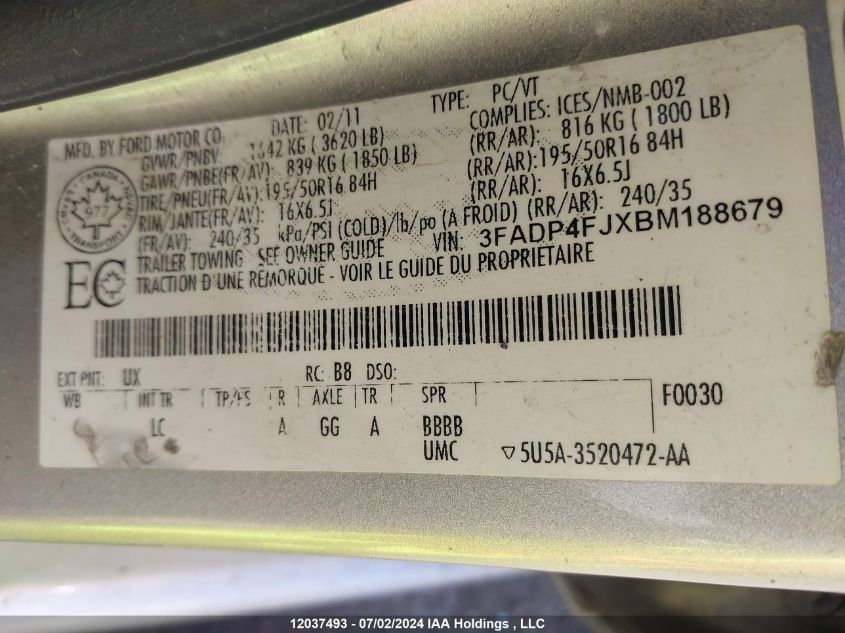 MFD. BY FORD MOTOR CO. DATE: 02/11 TYPE: PC/VT
GVWR/PNBV: 1642 KG ( 3620 LB) COMPLIES: ICES/NMB-002
GAWR/PNBE(FR/AV): 839 KG ( 1850 LB) (RR/AR): 816 KG ( 1800 LB)
TIRE/PNEU(FR/AV):195/50R16 84H (RR/AR):195/50R16 84H
RIM/JANTE(FR/AV): 16X6.5J (RR/AR): 16X6.5J
(FR/AV): 240/35 kPa/PSI (COLD)/lb/po (A FROID) (RR/AR): 240/35
TRAILER TOWING - SEE OWNER GUIDE VIN: 3FADP4FJXBM188679
TRACTION D'UNE REMORQUE - VOIR LE GUIDE DU PROPRIETAIRE
CANADA
977
TRANSPORT
EC
EXT PNT: UX RC: B8 DSO:
WB INT TR TP/PS R AXLE TR SPR F0030
LC A GG A BBBB
UMC ▽5U5A-3520472-AA
12037493 - 07/02/2024 IAA Holdings , LLC